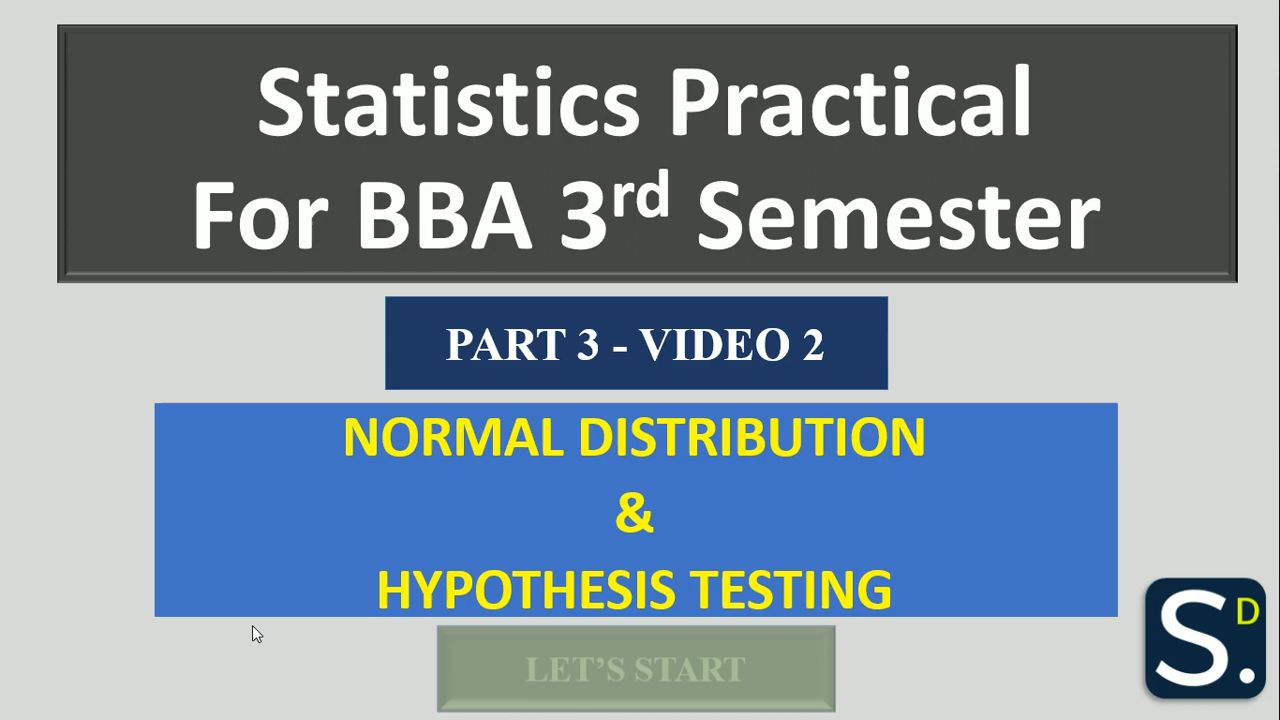 Statistics Practical
For BBA 3rd Semester
PART 3 - VIDEO 2
NORMAL DISTRIBUTION
&
HYPOTHESIS TESTING
LET'S START
S.D